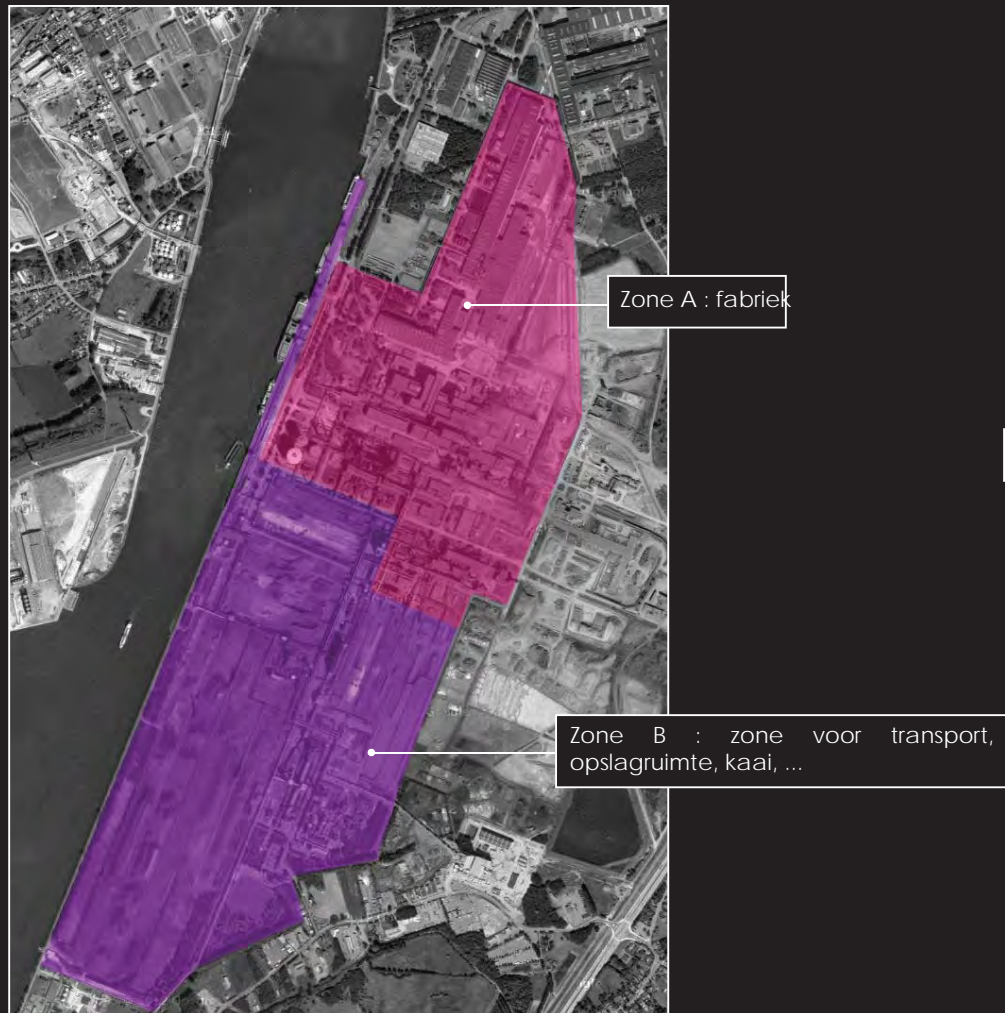 Zone A : fabriek
Zone B : zone voor transport,
opslagruimte, kaai, ...